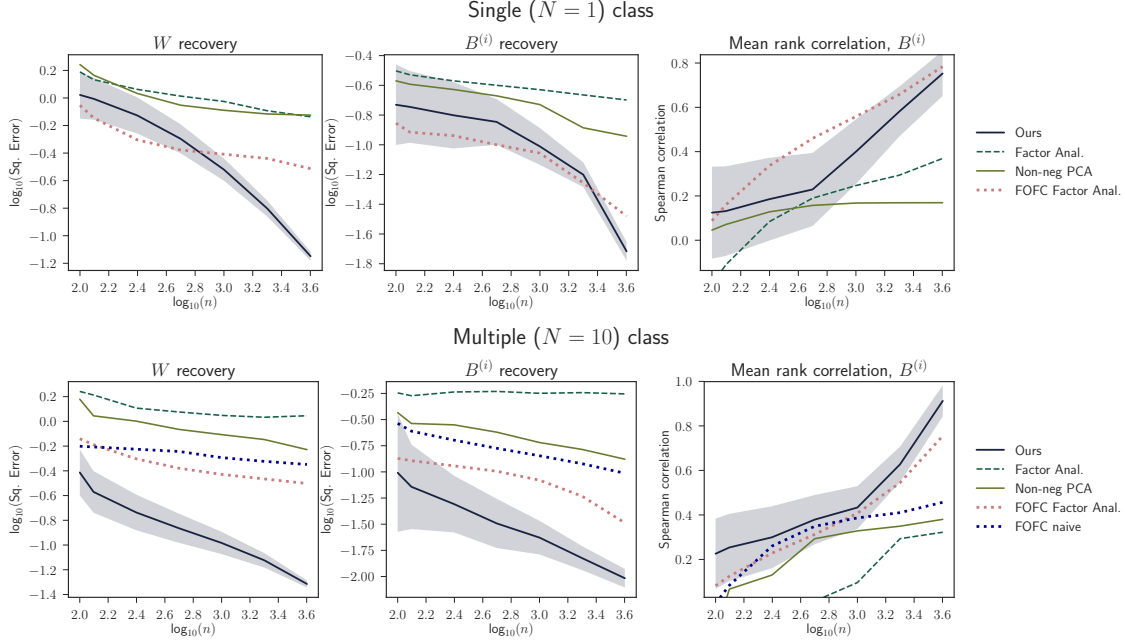 Single (N = 1) class
W recovery
B^(i) recovery
Mean rank correlation, B^(i)
log10(Sq. Error)
0.2
0.0
−0.2
−0.4
−0.6
−0.8
−1.0
−1.2
2.0 2.2 2.4 2.6 2.8 3.0 3.2 3.4 3.6
log10(n)
log10(Sq. Error)
−0.4
−0.6
−0.8
−1.0
−1.2
−1.4
−1.6
−1.8
2.0 2.2 2.4 2.6 2.8 3.0 3.2 3.4 3.6
log10(n)
Spearman correlation
0.8
0.6
0.4
0.2
0.0
2.0 2.2 2.4 2.6 2.8 3.0 3.2 3.4 3.6
log10(n)
Ours
Factor Anal.
Non-neg PCA
FOFC Factor Anal.
Multiple (N = 10) class
W recovery
B^(i) recovery
Mean rank correlation, B^(i)
log10(Sq. Error)
0.2
0.0
−0.2
−0.4
−0.6
−0.8
−1.0
−1.2
−1.4
2.0 2.2 2.4 2.6 2.8 3.0 3.2 3.4 3.6
log10(n)
log10(Sq. Error)
−0.25
−0.50
−0.75
−1.00
−1.25
−1.50
−1.75
−2.00
2.0 2.2 2.4 2.6 2.8 3.0 3.2 3.4 3.6
log10(n)
Spearman correlation
1.0
0.8
0.6
0.4
0.2
2.0 2.2 2.4 2.6 2.8 3.0 3.2 3.4 3.6
log10(n)
Ours
Factor Anal.
Non-neg PCA
FOFC Factor Anal.
FOFC naive